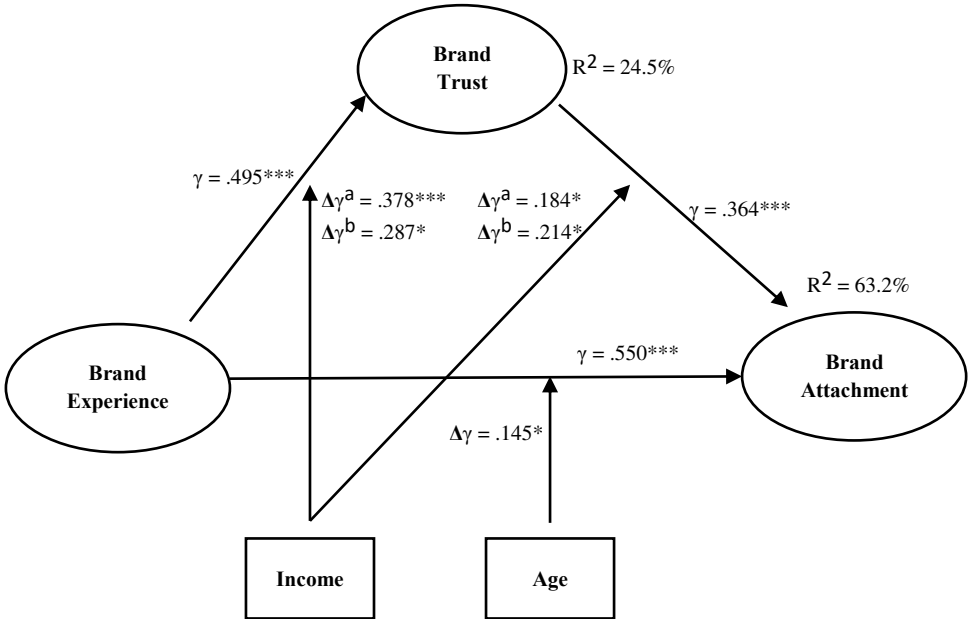 Brand
Trust
R² = 24.5%
γ = .495***
Δγᵃ = .378***
Δγᵇ = .287*
Δγᵃ = .184*
Δγᵇ = .214*
γ = .364***
R² = 63.2%
Brand
Experience
γ = .550***
Brand
Attachment
Δγ = .145*
Income
Age